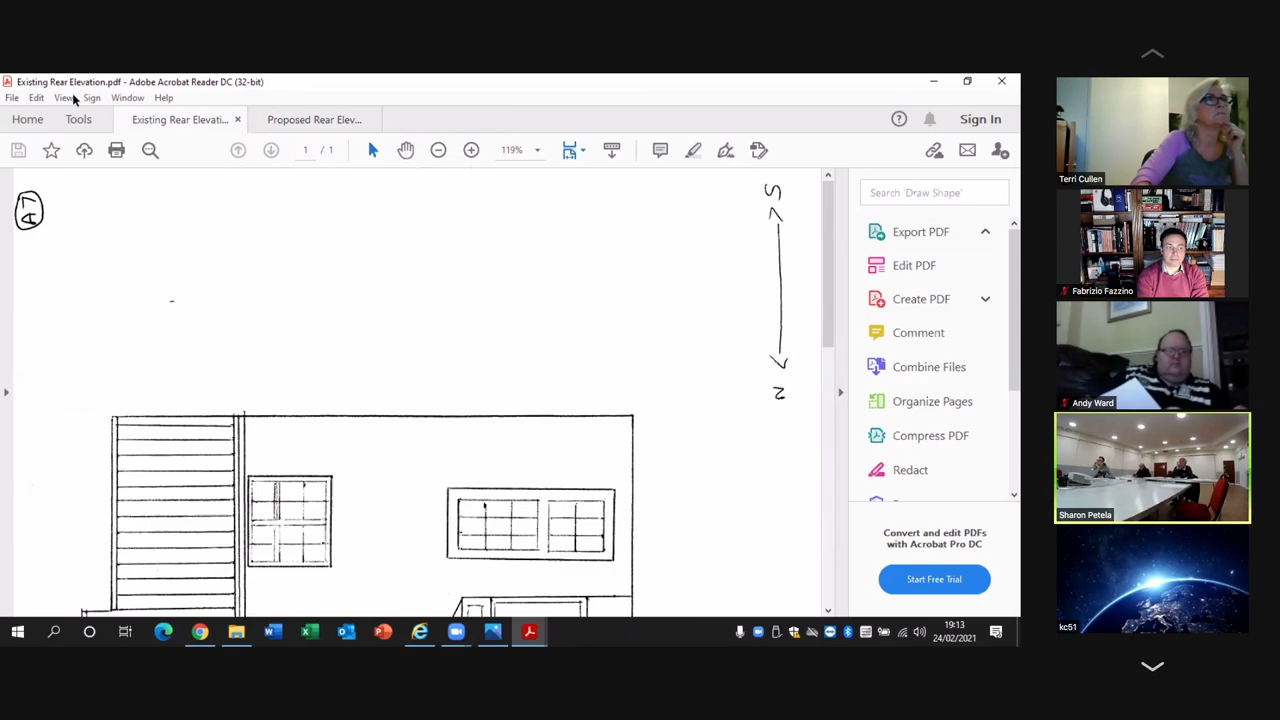 Existing Rear Elevation.pdf - Adobe Acrobat Reader DC (32-bit)
File Edit View Sign Window Help
Home Tools Existing Rear Elevati... × Proposed Rear Elev... Sign In
1 / 1 119%
A7
S
N
Search 'Draw Shape'
Export PDF
Edit PDF
Create PDF
Comment
Combine Files
Organize Pages
Compress PDF
Redact
Convert and edit PDFs
with Acrobat Pro DC
Start Free Trial
19:13
24/02/2021
Terri Cullen
Fabrizio Fazzino
Andy Ward
Sharon Petela
kc51